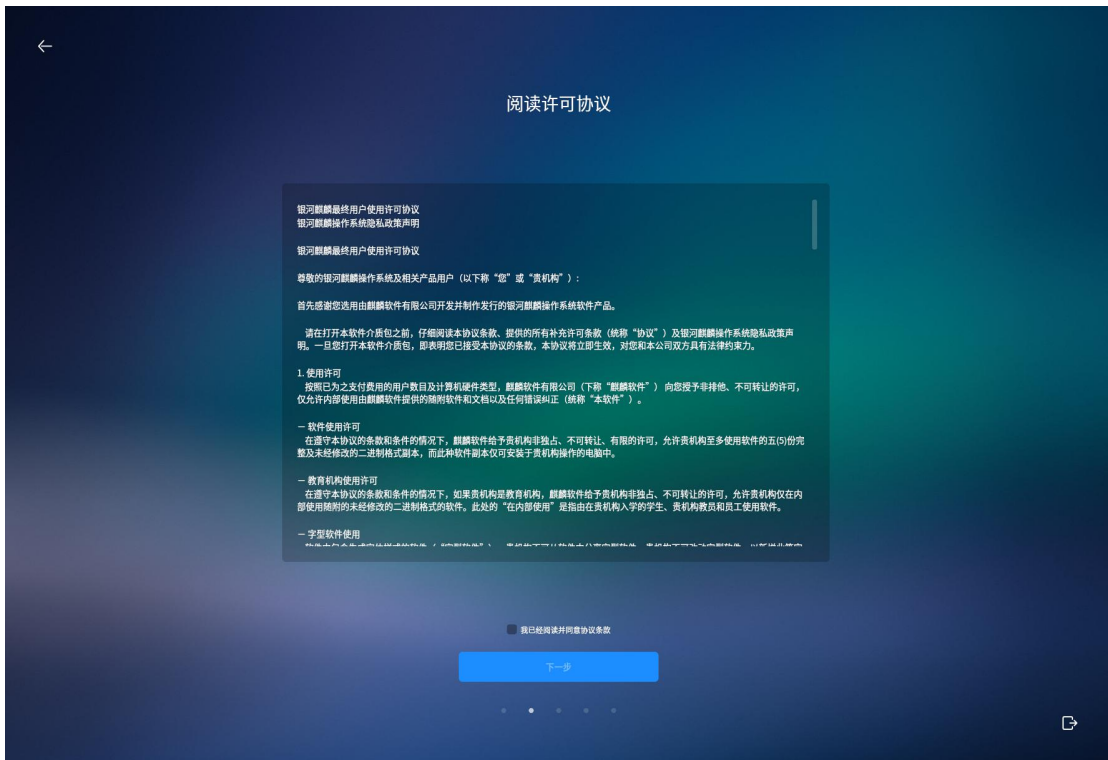 阅读许可协议
银河麒麟最终用户使用许可协议
银河麒麟操作系统隐私政策声明
银河麒麟最终用户使用许可协议
尊敬的银河麒麟操作系统及相关产品用户（以下称“您”或“贵机构”）：
首先感谢您选用由麒麟软件有限公司开发并制作发行的银河麒麟操作系统软件产品。
请在打开本软件介质包之前，仔细阅读本协议条款、提供的所有补充许可条款（统称“协议”）及银河麒麟操作系统隐私政策声
明。一旦您打开本软件介质包，即表明您已接受本协议的条款，本协议将立即生效，对您和本公司双方具有法律约束力。
1. 使用许可
按照已为之支付费用的用户数目及计算机硬件类型，麒麟软件有限公司（下称“麒麟软件”） 向您授予非排他、不可转让的许可，
仅允许内部使用由麒麟软件提供的随附软件和文档以及任何错误纠正（统称“本软件”）。
— 软件使用许可
在遵守本协议的条款和条件的情况下，麒麟软件给予贵机构非独占、不可转让、有限的许可，允许贵机构至多使用软件的五(5)份完
整及未经修改的二进制格式副本，而此种软件副本仅可安装于贵机构操作的电脑中。
— 教育机构使用许可
在遵守本协议的条款和条件的情况下，如果贵机构是教育机构，麒麟软件给予贵机构非独占、不可转让的许可，允许贵机构仅在内
部使用随附的未经修改的二进制格式的软件。此处的“在内部使用”是指由在贵机构入学的学生、贵机构教员和员工使用软件。
— 字型软件使用
我已经阅读并同意协议条款
下一步